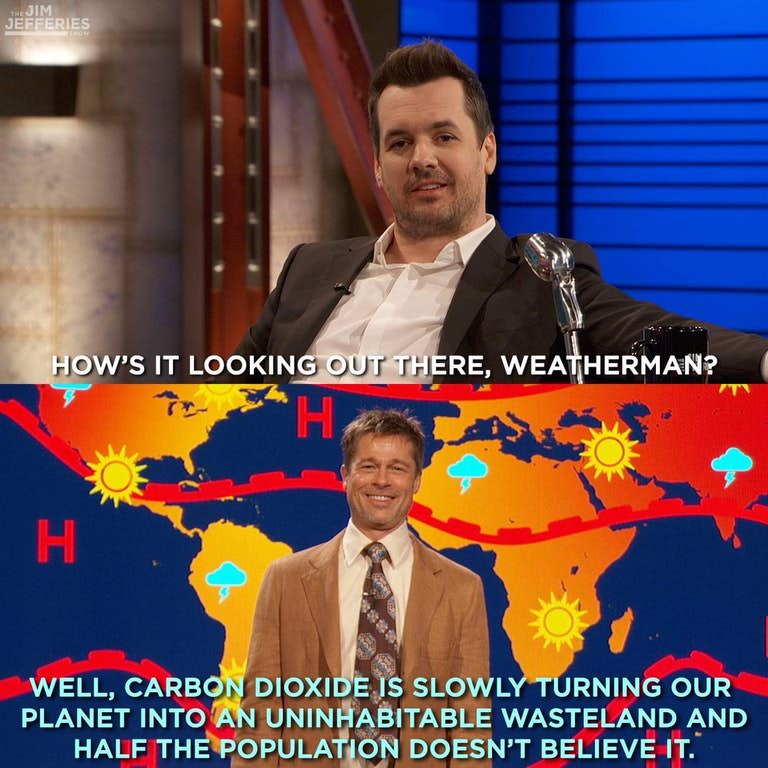 THE JIM
JEFFERIES
SHOW
HOW'S IT LOOKING OUT THERE, WEATHERMAN?
H
H
WELL, CARBON DIOXIDE IS SLOWLY TURNING OUR
PLANET INTO AN UNINHABITABLE WASTELAND AND
HALF THE POPULATION DOESN'T BELIEVE IT.